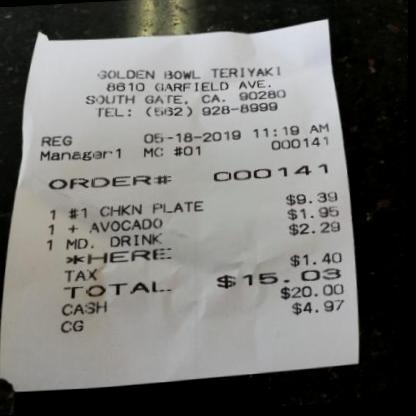 GOLDEN BOWL TERIYAKI
8610 GARFIELD AVE.
SOUTH GATE, CA. 90280
TEL: (562) 928-8999
REG 05-18-2019 11:19 AM
Manager1 MC #01 000141
ORDER# 000141
1 #1 CHKN PLATE $9.39
1 + AVOCADO $1.95
1 MD. DRINK $2.29
*HERE
TAX $1.40
TOTAL $15.03
CASH $20.00
CG $4.97